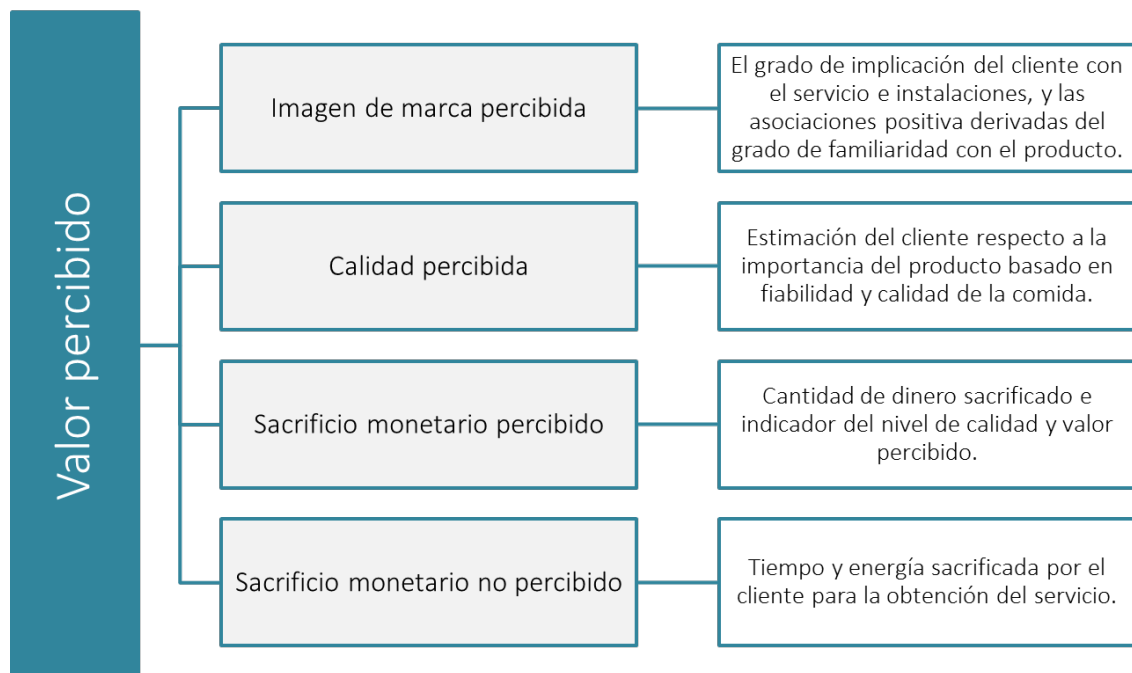 Valor percibido
Imagen de marca percibida
El grado de implicación del cliente con
el servicio e instalaciones, y las
asociaciones positiva derivadas del
grado de familiaridad con el producto.
Calidad percibida
Estimación del cliente respecto a la
importancia del producto basado en
fiabilidad y calidad de la comida.
Sacrificio monetario percibido
Cantidad de dinero sacrificado e
indicador del nivel de calidad y valor
percibido.
Sacrificio monetario no percibido
Tiempo y energía sacrificada por el
cliente para la obtención del servicio.